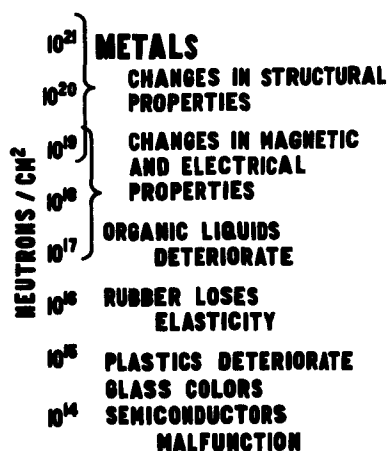 10²¹ METALS
10²⁰ CHANGES IN STRUCTURAL
PROPERTIES
10¹⁹ CHANGES IN MAGNETIC
AND ELECTRICAL
10¹⁸ PROPERTIES
ORGANIC LIQUIDS
10¹⁷ DETERIORATE
10¹⁶ RUBBER LOSES
ELASTICITY
10¹⁵ PLASTICS DETERIORATE
GLASS COLORS
10¹⁴ SEMICONDUCTORS
MALFUNCTION
NEUTRONS/CM²